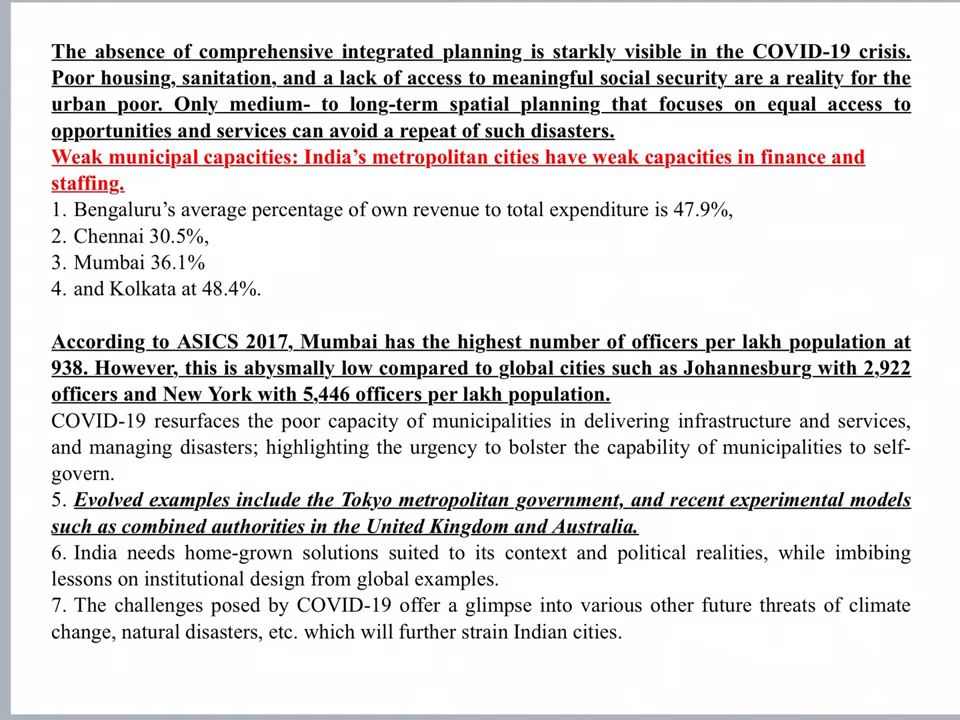 The absence of comprehensive integrated planning is starkly visible in the COVID-19 crisis.
Poor housing, sanitation, and a lack of access to meaningful social security are a reality for the
urban poor. Only medium- to long-term spatial planning that focuses on equal access to
opportunities and services can avoid a repeat of such disasters.
Weak municipal capacities: India’s metropolitan cities have weak capacities in finance and
staffing.
1. Bengaluru’s average percentage of own revenue to total expenditure is 47.9%,
2. Chennai 30.5%,
3. Mumbai 36.1%
4. and Kolkata at 48.4%.
According to ASICS 2017, Mumbai has the highest number of officers per lakh population at
938. However, this is abysmally low compared to global cities such as Johannesburg with 2,922
officers and New York with 5,446 officers per lakh population.
COVID-19 resurfaces the poor capacity of municipalities in delivering infrastructure and services,
and managing disasters; highlighting the urgency to bolster the capability of municipalities to self-
govern.
5. Evolved examples include the Tokyo metropolitan government, and recent experimental models
such as combined authorities in the United Kingdom and Australia.
6. India needs home-grown solutions suited to its context and political realities, while imbibing
lessons on institutional design from global examples.
7. The challenges posed by COVID-19 offer a glimpse into various other future threats of climate
change, natural disasters, etc. which will further strain Indian cities.